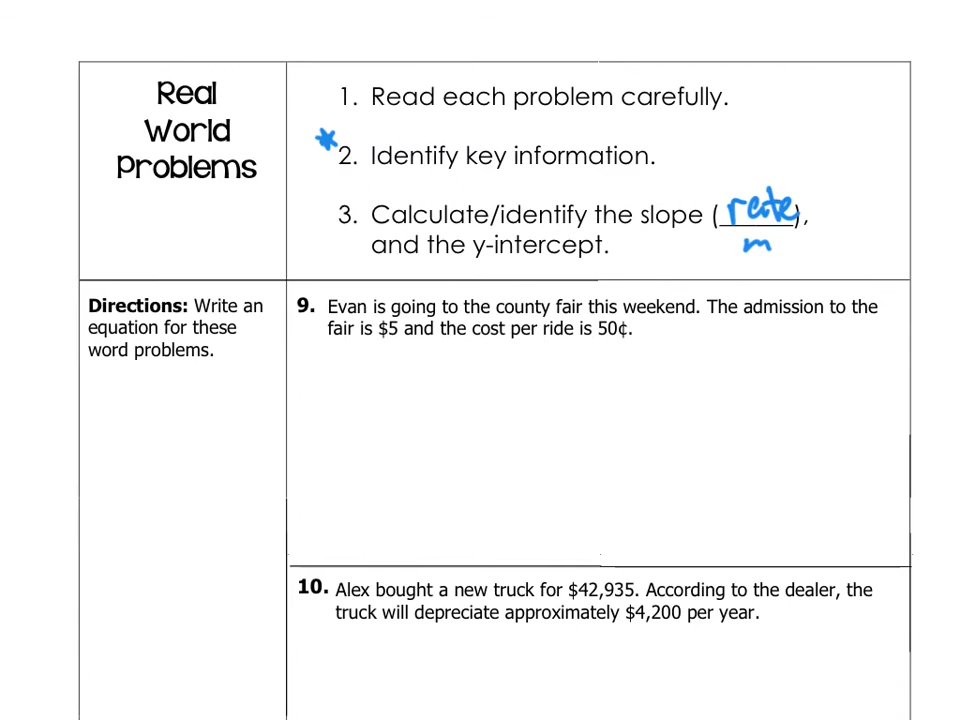 Real
World
Problems
1. Read each problem carefully.
2. Identify key information.
3. Calculate/identify the slope (rate),
m
and the y-intercept.
Directions: Write an
equation for these
word problems.
9. Evan is going to the county fair this weekend. The admission to the
fair is $5 and the cost per ride is 50¢.
10. Alex bought a new truck for $42,935. According to the dealer, the
truck will depreciate approximately $4,200 per year.